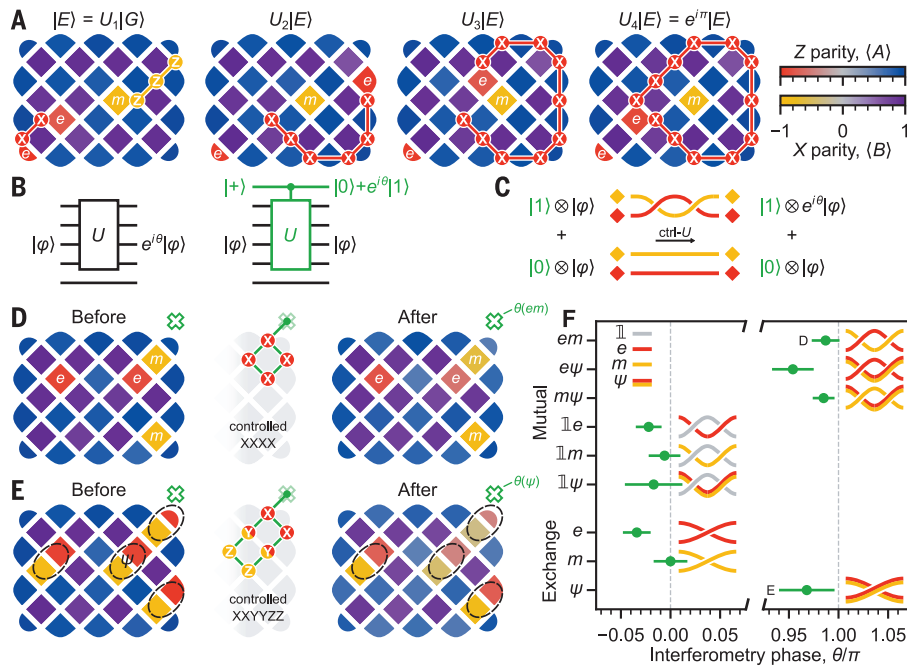 A
|E⟩ = U₁|G⟩
U₂|E⟩
U₃|E⟩
U₄|E⟩ = e^{iπ}|E⟩
Z
Z
Z
m
X
X
e
e
e
m
X
X
X
X
X
X
X
X
X
e
X
X
X
X
X
e
m
X
X
X
X
X
X
X
X
X
e
X
X
X
X
X
X
e
m
X
X
X
X
X
X
X
X
X
e
Z parity, ⟨A⟩
−1 0 1
X parity, ⟨B⟩
B
|φ⟩
U
e^{iθ}|φ⟩
|+⟩
|0⟩+e^{iθ}|1⟩
|φ⟩
U
|φ⟩
C
|1⟩⊗|φ⟩
+
|0⟩⊗|φ⟩
ctrl-U
|1⟩⊗e^{iθ}|φ⟩
+
|0⟩⊗|φ⟩
D
Before
m
e
e
m
X
X
X
X
controlled
XXXX
After
θ(em)
m
e
e
m
E
Before
ψ
X
Y
X
Z
Y
Z
controlled
XXYYZZ
After
θ(ψ)
F
Mutual
em
eψ
mψ
𝟙e
𝟙m
𝟙ψ
Exchange
e
m
ψ
𝟙
e
m
ψ
D
E
−0.05 0.00 0.05 0.95 1.00 1.05
Interferometry phase, θ/π